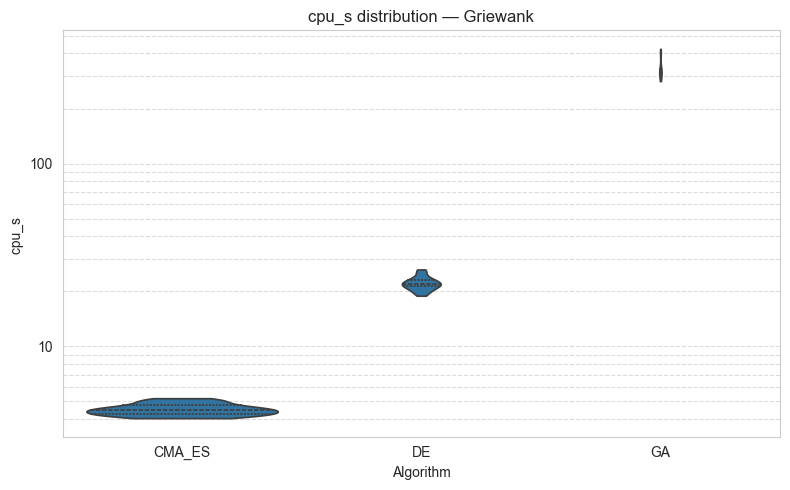 cpu_s distribution — Griewank
100
10
cpu_s
CMA_ES DE GA
Algorithm